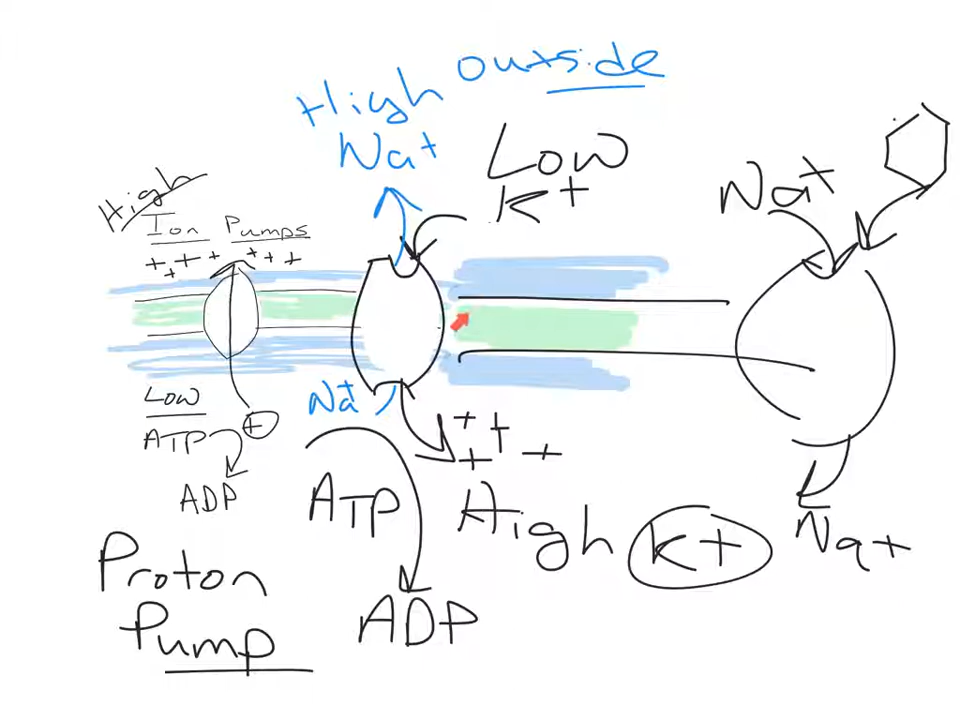 Outside
High
Na+
Low
K+
Na+
High
Ion Pumps
+ + + + + + +
Low
+
ATP
ADP
Na+
+ + + +
ATP
High K+
Na+
ADP
Proton
Pump